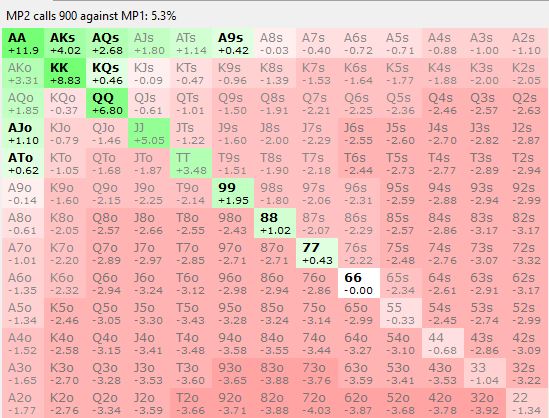 MP2 calls 900 against MP1: 5.3%
AA AKs AQs AJs ATs A9s A8s A7s A6s A5s A4s A3s A2s
+11.9 +4.02 +2.68 +1.80 +1.14 +0.42 -0.03 -0.40 -0.72 -0.71 -0.88 -1.00 -1.10
AKo KK KQs KJs KTs K9s K8s K7s K6s K5s K4s K3s K2s
+3.31 +8.83 +0.46 -0.09 -0.47 -0.96 -1.39 -1.53 -1.64 -1.77 -1.88 -2.00 -2.05
AQo KQo QQ QJs QTs Q9s Q8s Q7s Q6s Q5s Q4s Q3s Q2s
+1.85 -0.37 +6.80 -0.61 -1.01 -1.50 -1.91 -2.21 -2.25 -2.36 -2.46 -2.57 -2.63
AJo KJo QJo JJ JTs J9s J8s J7s J6s J5s J4s J3s J2s
+1.10 -0.79 -1.46 +5.05 -1.22 -1.60 -2.00 -2.29 -2.55 -2.60 -2.70 -2.82 -2.87
ATo KTo QTo JTo TT T9s T8s T7s T6s T5s T4s T3s T2s
+0.62 -1.05 -1.68 -1.87 +3.48 -1.51 -1.90 -2.18 -2.44 -2.73 -2.77 -2.89 -2.94
A9o K9o Q9o J9o T9o 99 98s 97s 96s 95s 94s 93s 92s
-0.14 -1.60 -2.15 -2.25 -2.14 +1.95 -1.80 -2.06 -2.31 -2.59 -2.88 -2.94 -2.99
A8o K8o Q8o J8o T8o 98o 88 87s 86s 85s 84s 83s 82s
-0.61 -2.05 -2.57 -2.66 -2.55 -2.43 +1.02 -2.07 -2.29 -2.57 -2.86 -3.17 -3.17
A7o K7o Q7o J7o T7o 97o 87o 77 76s 75s 74s 73s 72s
-1.01 -2.20 -2.89 -2.97 -2.85 -2.71 -2.71 +0.43 -2.22 -2.48 -2.76 -3.07 -3.32
A6o K6o Q6o J6o T6o 96o 86o 76o 66 65s 64s 63s 62s
-1.35 -2.32 -2.94 -3.24 -3.12 -2.98 -2.94 -2.86 -0.00 -2.34 -2.61 -2.91 -3.17
A5o K5o Q5o J5o T5o 95o 85o 75o 65o 55 54s 53s 52s
-1.34 -2.46 -3.05 -3.30 -3.43 -3.28 -3.24 -3.14 -2.99 -0.33 -2.45 -2.74 -2.99
A4o K4o Q4o J4o T4o 94o 84o 74o 64o 54o 44 43s 42s
-1.52 -2.58 -3.15 -3.41 -3.48 -3.58 -3.55 -3.44 -3.27 -3.10 -0.68 -2.86 -3.09
A3o K3o Q3o J3o T3o 93o 83o 73o 63o 53o 43o 33 32s
-1.65 -2.70 -3.28 -3.53 -3.60 -3.65 -3.88 -3.76 -3.59 -3.41 -3.53 -1.04 -3.22
A2o K2o Q2o J2o T2o 92o 82o 72o 62o 52o 42o 32o 22
-1.77 -2.76 -3.34 -3.59 -3.66 -3.71 -3.88 -4.03 -3.87 -3.68 -3.78 -3.92 -1.34